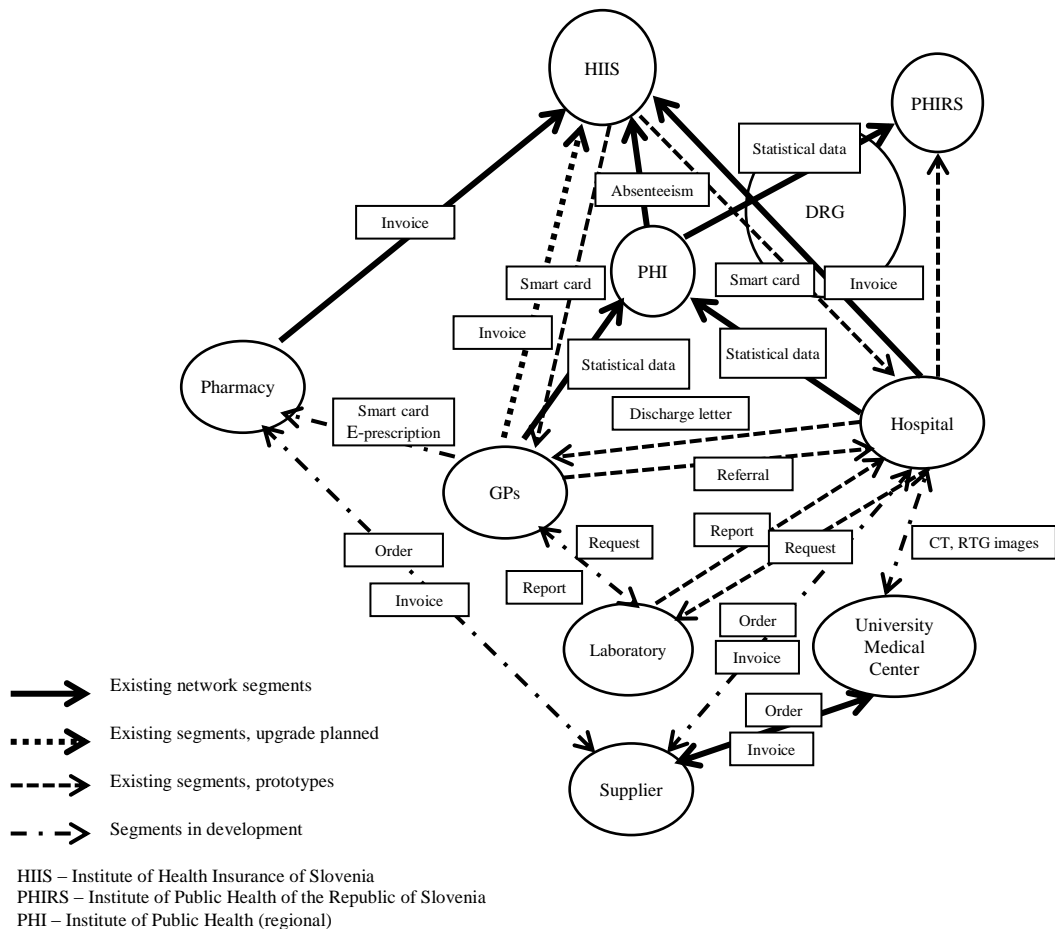 HIIS
PHIRS
Statistical data
Absenteeism
DRG
Invoice
PHI
Smart card
Smart card
Invoice
Invoice
Statistical data
Statistical data
Pharmacy
Smart card
E-prescription
Discharge letter
Hospital
Referral
GPs
Report
Request
Request
CT, RTG images
Order
Report
Invoice
Order
University
Medical
Center
Laboratory
Invoice
Existing network segments
Order
Existing segments, upgrade planned
Invoice
Existing segments, prototypes
Supplier
Segments in development
HIIS – Institute of Health Insurance of Slovenia
PHIRS – Institute of Public Health of the Republic of Slovenia
PHI – Institute of Public Health (regional)